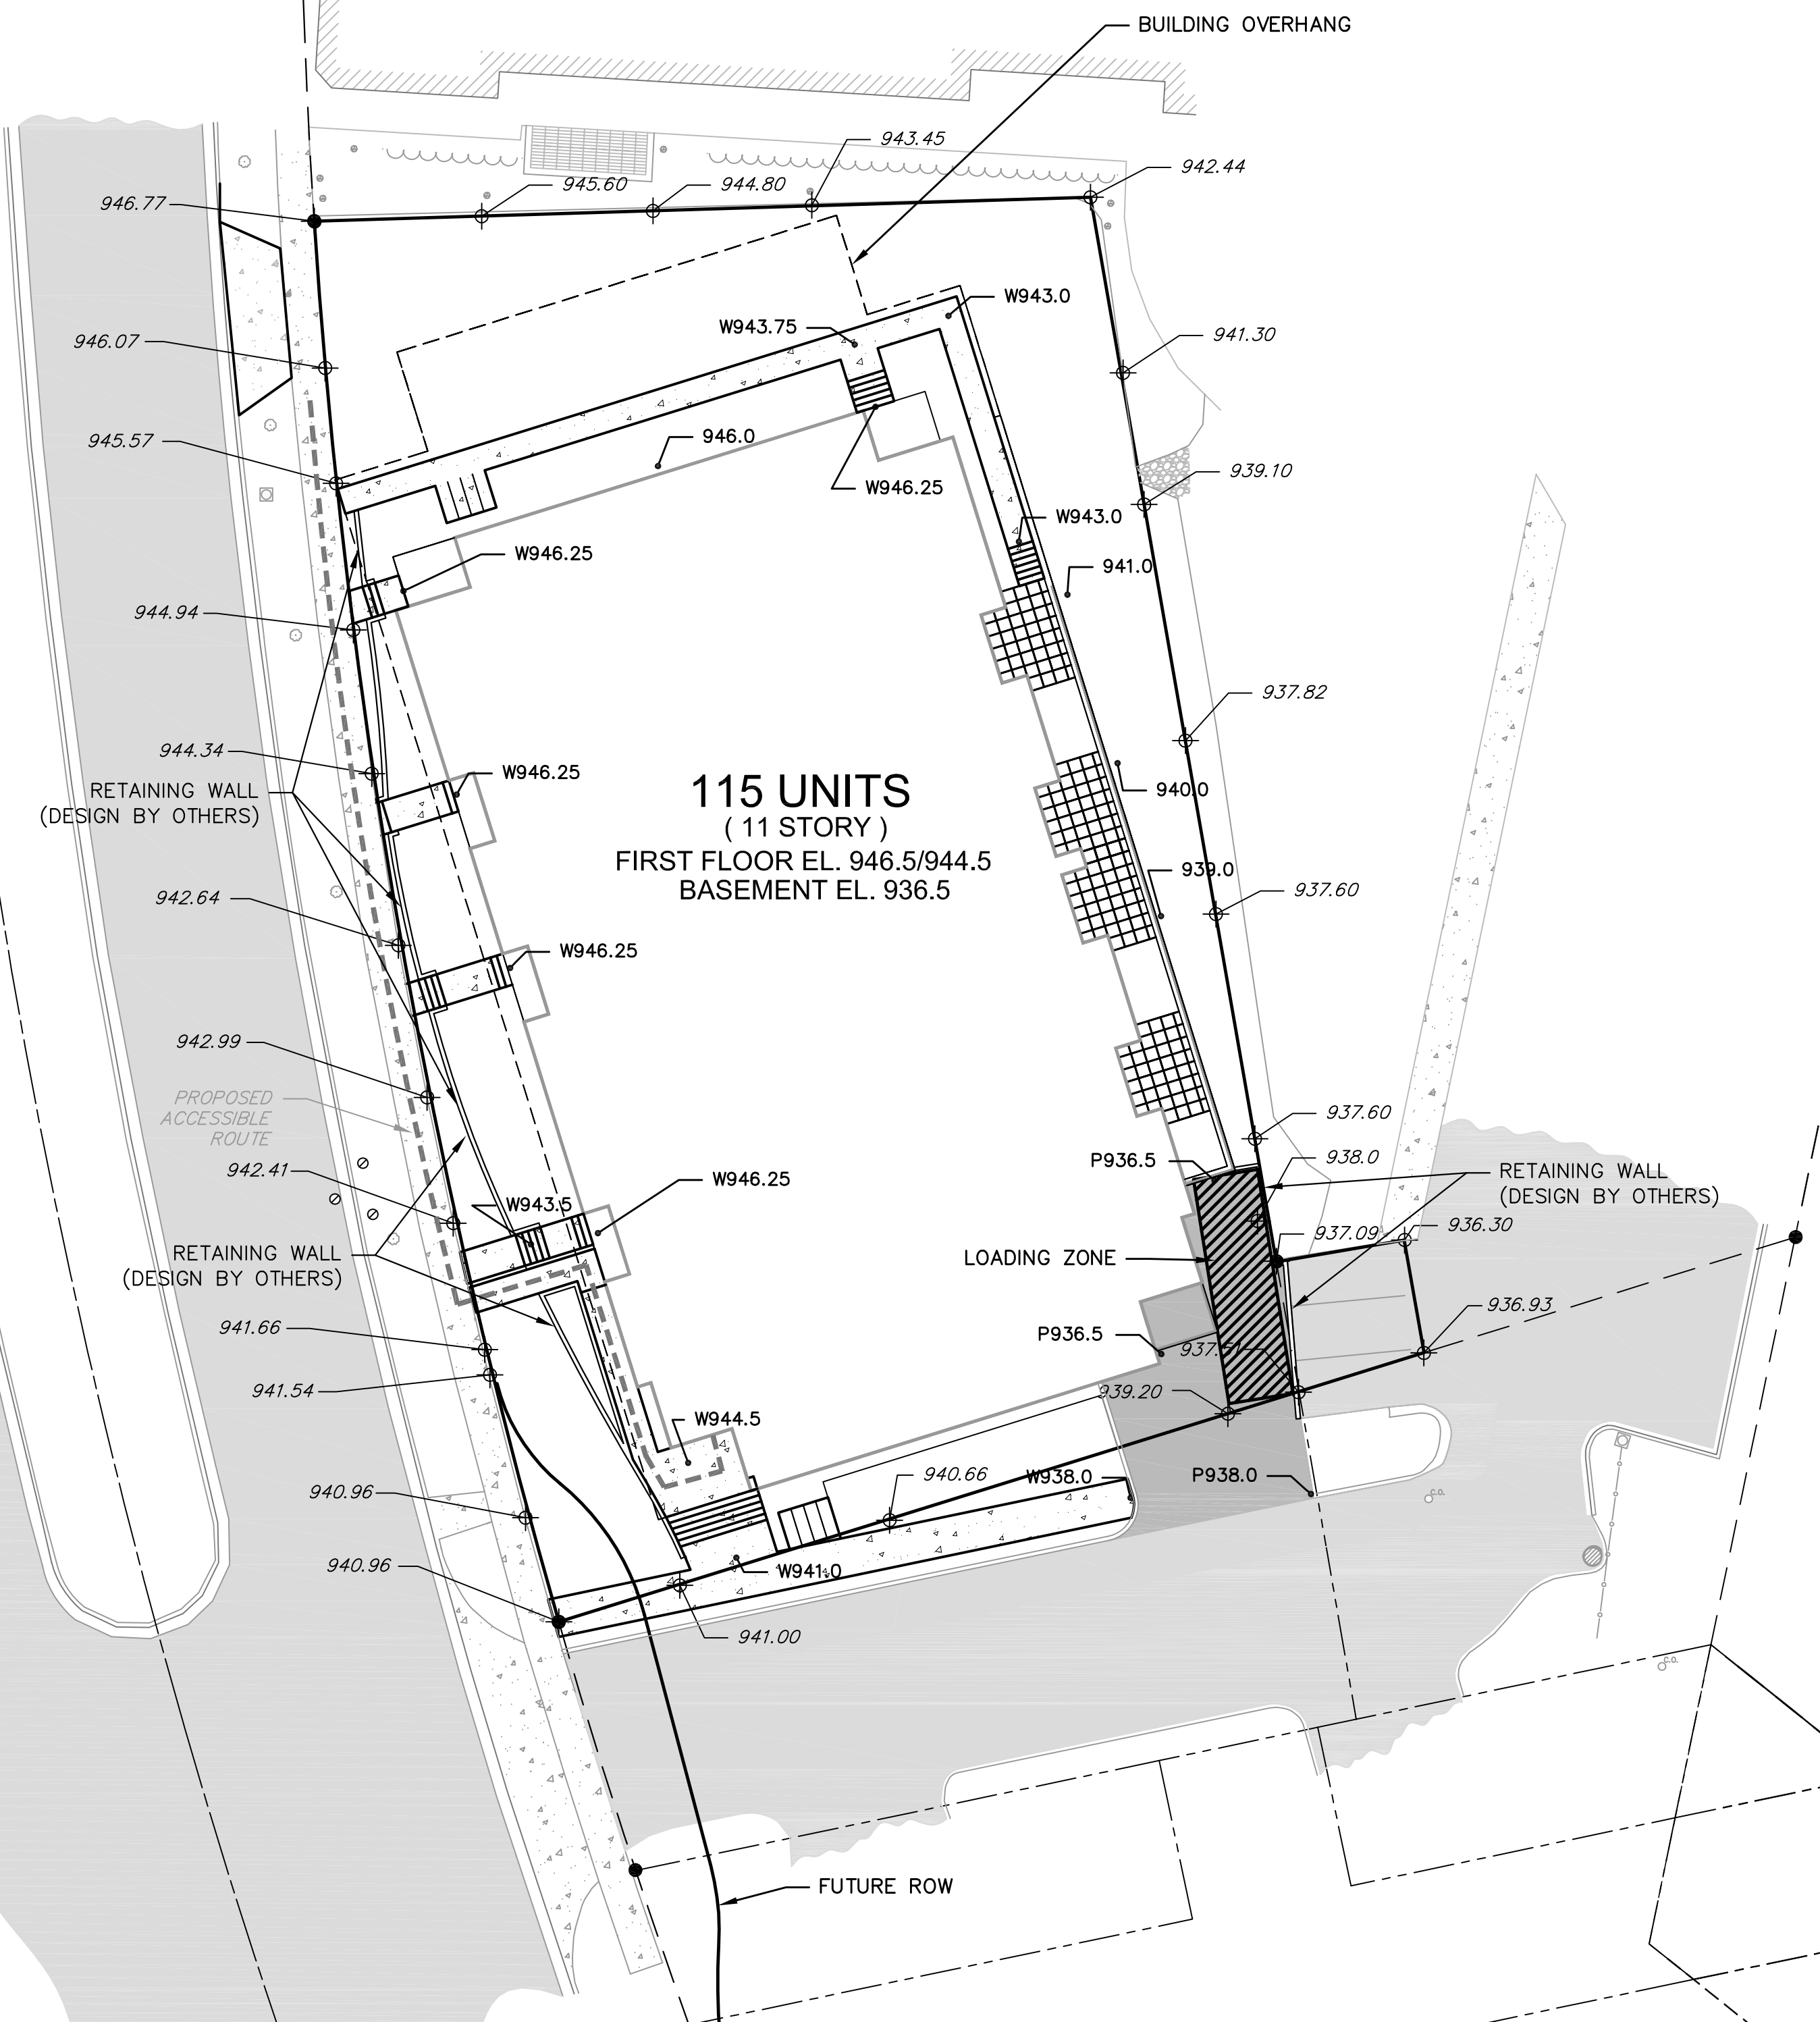 BUILDING OVERHANG
943.45
942.44
945.60
944.80
946.77
W943.0
W943.75
941.30
946.07
946.0
945.57
939.10
W946.25
W943.0
W946.25
941.0
944.94
937.82
944.34
W946.25
RETAINING WALL
(DESIGN BY OTHERS)
115 UNITS
( 11 STORY )
FIRST FLOOR EL. 946.5/944.5
BASEMENT EL. 936.5
940.0
939.0
937.60
942.64
W946.25
942.99
PROPOSED
ACCESSIBLE
ROUTE
937.60
P936.5
938.0
942.41
W946.25
RETAINING WALL
(DESIGN BY OTHERS)
W943.5
937.09
936.30
RETAINING WALL
(DESIGN BY OTHERS)
LOADING ZONE
936.93
941.66
P936.5
937.51
941.54
939.20
W944.5
940.66
W938.0
P938.0
940.96
C.O.
940.96
W941.0
941.00
C.O.
FUTURE ROW